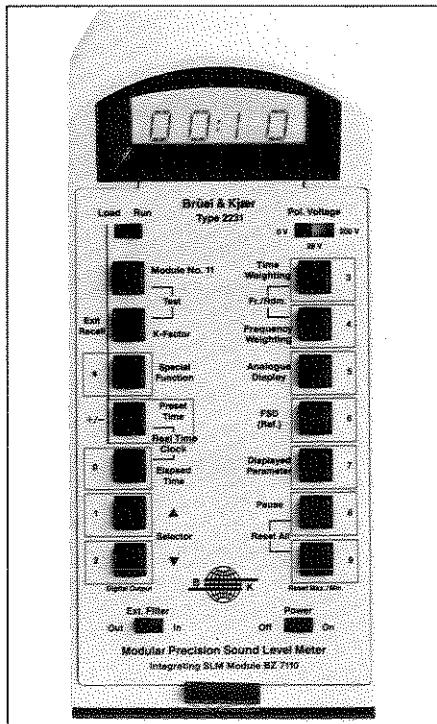 00:10
Brüel & Kjær
Type 2231
Load Run
Pol. Voltage
0 V 200 V
28 V
Module No. 11
Time Weighting 3
Test
Fr./Rdm.
Exit Recall
K-Factor
Frequency Weighting 4
Special Function
Analogue Display 5
+/−
Preset Time
FSD (Ref.) 6
Real Time Clock
0
Elapsed Time
Displayed Parameter 7
1 ▲
Pause 8
Selector
Reset All
2 ▼
9
Digital Output
Reset Max./Min.
B K
Ext. Filter
Power
Out In
Off On
Modular Precision Sound Level Meter
Integrating SLM Module BZ 7110